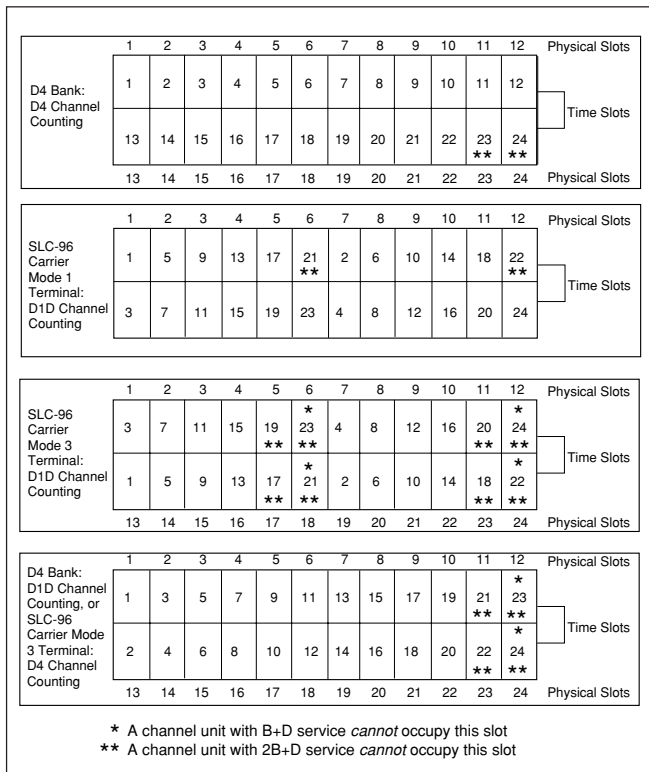 1 2 3 4 5 6 7 8 9 10 11 12 Physical Slots
D4 Bank:
D4 Channel
Counting
1 2 3 4 5 6 7 8 9 10 11 12
Time Slots
13 14 15 16 17 18 19 20 21 22 23 24
** **
13 14 15 16 17 18 19 20 21 22 23 24 Physical Slots
1 2 3 4 5 6 7 8 9 10 11 12 Physical Slots
SLC-96
Carrier
Mode 1
Terminal:
D1D Channel
Counting
1 5 9 13 17 21 2 6 10 14 18 22
** **
Time Slots
3 7 11 15 19 23 4 8 12 16 20 24
1 2 3 4 5 6 7 8 9 10 11 12 Physical Slots
SLC-96
Carrier
Mode 3
Terminal:
D1D Channel
Counting
* *
3 7 11 15 19 23 4 8 12 16 20 24
** ** ** **
Time Slots
* *
1 5 9 13 17 21 2 6 10 14 18 22
** ** ** **
13 14 15 16 17 18 19 20 21 22 23 24 Physical Slots
1 2 3 4 5 6 7 8 9 10 11 12 Physical Slots
D4 Bank:
D1D Channel
Counting, or
SLC-96
Carrier Mode
3 Terminal:
D4 Channel
Counting
*
1 3 5 7 9 11 13 15 17 19 21 23
** **
Time Slots
*
2 4 6 8 10 12 14 16 18 20 22 24
** **
13 14 15 16 17 18 19 20 21 22 23 24 Physical Slots
* A channel unit with B+D service cannot occupy this slot
** A channel unit with 2B+D service cannot occupy this slot